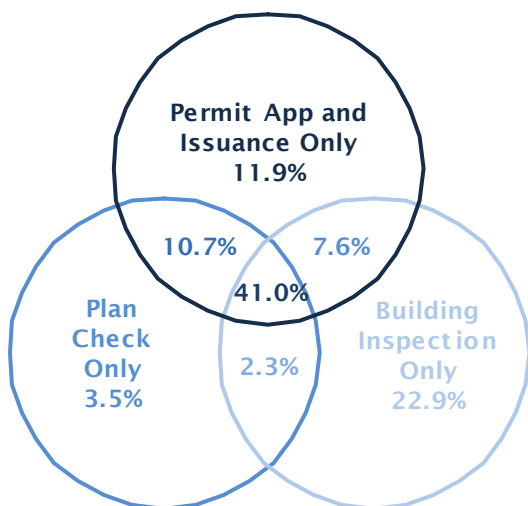 Permit App and
Issuance Only
11.9%
10.7%
7.6%
41.0%
Plan
Check
Only
3.5%
2.3%
Building
Inspection
Only
22.9%